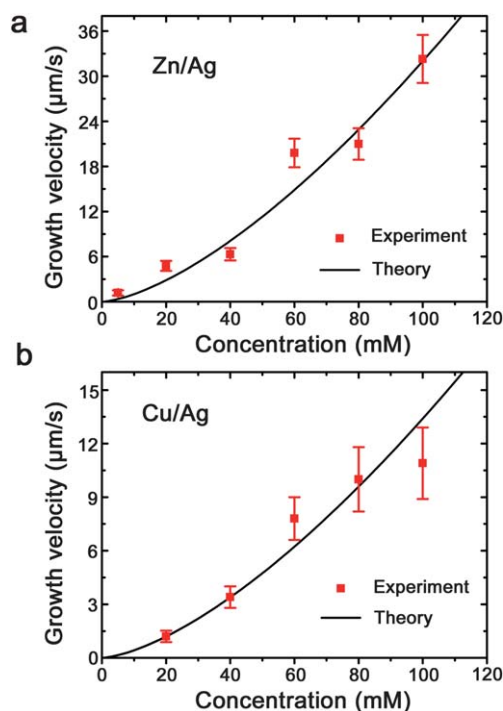 a
Zn/Ag
Growth velocity (µm/s)
36
30
24
18
12
6
0
Experiment
Theory
0 20 40 60 80 100 120
Concentration (mM)
b
Cu/Ag
Growth velocity (µm/s)
15
12
9
6
3
0
Experiment
Theory
0 20 40 60 80 100 120
Concentration (mM)